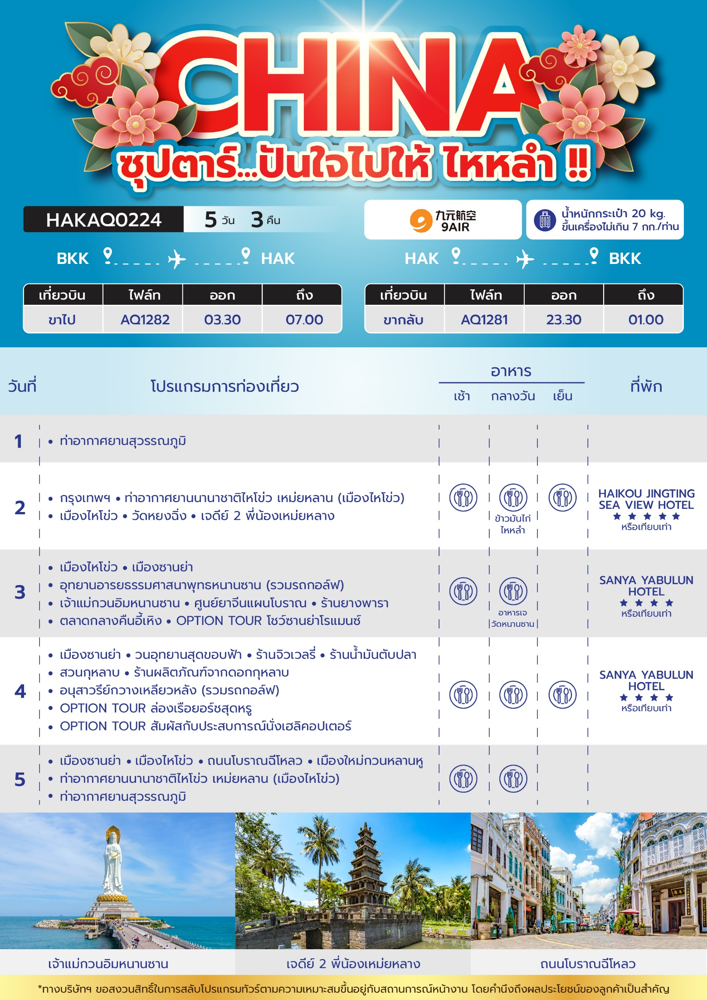 CHINA
ซุปตาร์...ปันใจไปให้ ไหหลำ !!
HAKAQ0224 5 วัน 3 คืน
九元航空
9AIR
น้ำหนักกระเป๋า 20 kg.
ขึ้นเครื่องไม่เกิน 7 กก./ท่าน
BKK HAK
HAK BKK
เที่ยวบิน ไฟล์ท ออก ถึง
ขาไป AQ1282 03.30 07.00
เที่ยวบิน ไฟล์ท ออก ถึง
ขากลับ AQ1281 23.30 01.00
วันที่ โปรแกรมการท่องเที่ยว อาหาร ที่พัก
เช้า กลางวัน เย็น
1
• ท่าอากาศยานสุวรรณภูมิ
2
• กรุงเทพฯ • ท่าอากาศยานนานาชาติไหโข่ว เหม่ยหลาน (เมืองไหโข่ว)
• เมืองไหโข่ว • วัดหยงฉิ่ง • เจดีย์ 2 พี่น้องเหม่ยหลาง
ข้าวมันไก่
ไหหลำ
HAIKOU JINGTING
SEA VIEW HOTEL
★ ★ ★ ★ ★
หรือเทียบเท่า
3
• เมืองไหโข่ว • เมืองซานย่า
• อุทยานอารยธรรมศาสนาพุทธหนานซาน (รวมรถกอล์ฟ)
• เจ้าแม่กวนอิมหนานซาน • ศูนย์ยาจีนแผนโบราณ • ร้านยางพารา
• ตลาดกลางคืนอี้เหิง • OPTION TOUR โชว์ซานย่าโรแมนซ์
อาหารเจ
วัดหนานซาน
SANYA YABULUN
HOTEL
★ ★ ★ ★
หรือเทียบเท่า
4
• เมืองซานย่า • วนอุทยานสุดขอบฟ้า • ร้านจิวเวลรี่ • ร้านน้ำมันตับปลา
• สวนกุหลาบ • ร้านผลิตภัณฑ์จากดอกกุหลาบ
• อนุสาวรีย์กวางเหลียวหลัง (รวมรถกอล์ฟ)
• OPTION TOUR ล่องเรือยอร์ชสุดหรู
• OPTION TOUR สัมผัสกับประสบการณ์นั่งเฮลิคอปเตอร์
SANYA YABULUN
HOTEL
★ ★ ★ ★
หรือเทียบเท่า
5
• เมืองซานย่า • เมืองไหโข่ว • ถนนโบราณฉีโหลว • เมืองใหม่กวนหลานหู
• ท่าอากาศยานนานาชาติไหโข่ว เหม่ยหลาน (เมืองไหโข่ว)
• ท่าอากาศยานสุวรรณภูมิ
เจ้าแม่กวนอิมหนานซาน
เจดีย์ 2 พี่น้องเหม่ยหลาง
ถนนโบราณฉีโหลว
*ทางบริษัทฯ ขอสงวนสิทธิ์ในการสลับโปรแกรมทัวร์ตามความเหมาะสมขึ้นอยู่กับสถานการณ์หน้างาน โดยคำนึงถึงผลประโยชน์ของลูกค้าเป็นสำคัญ